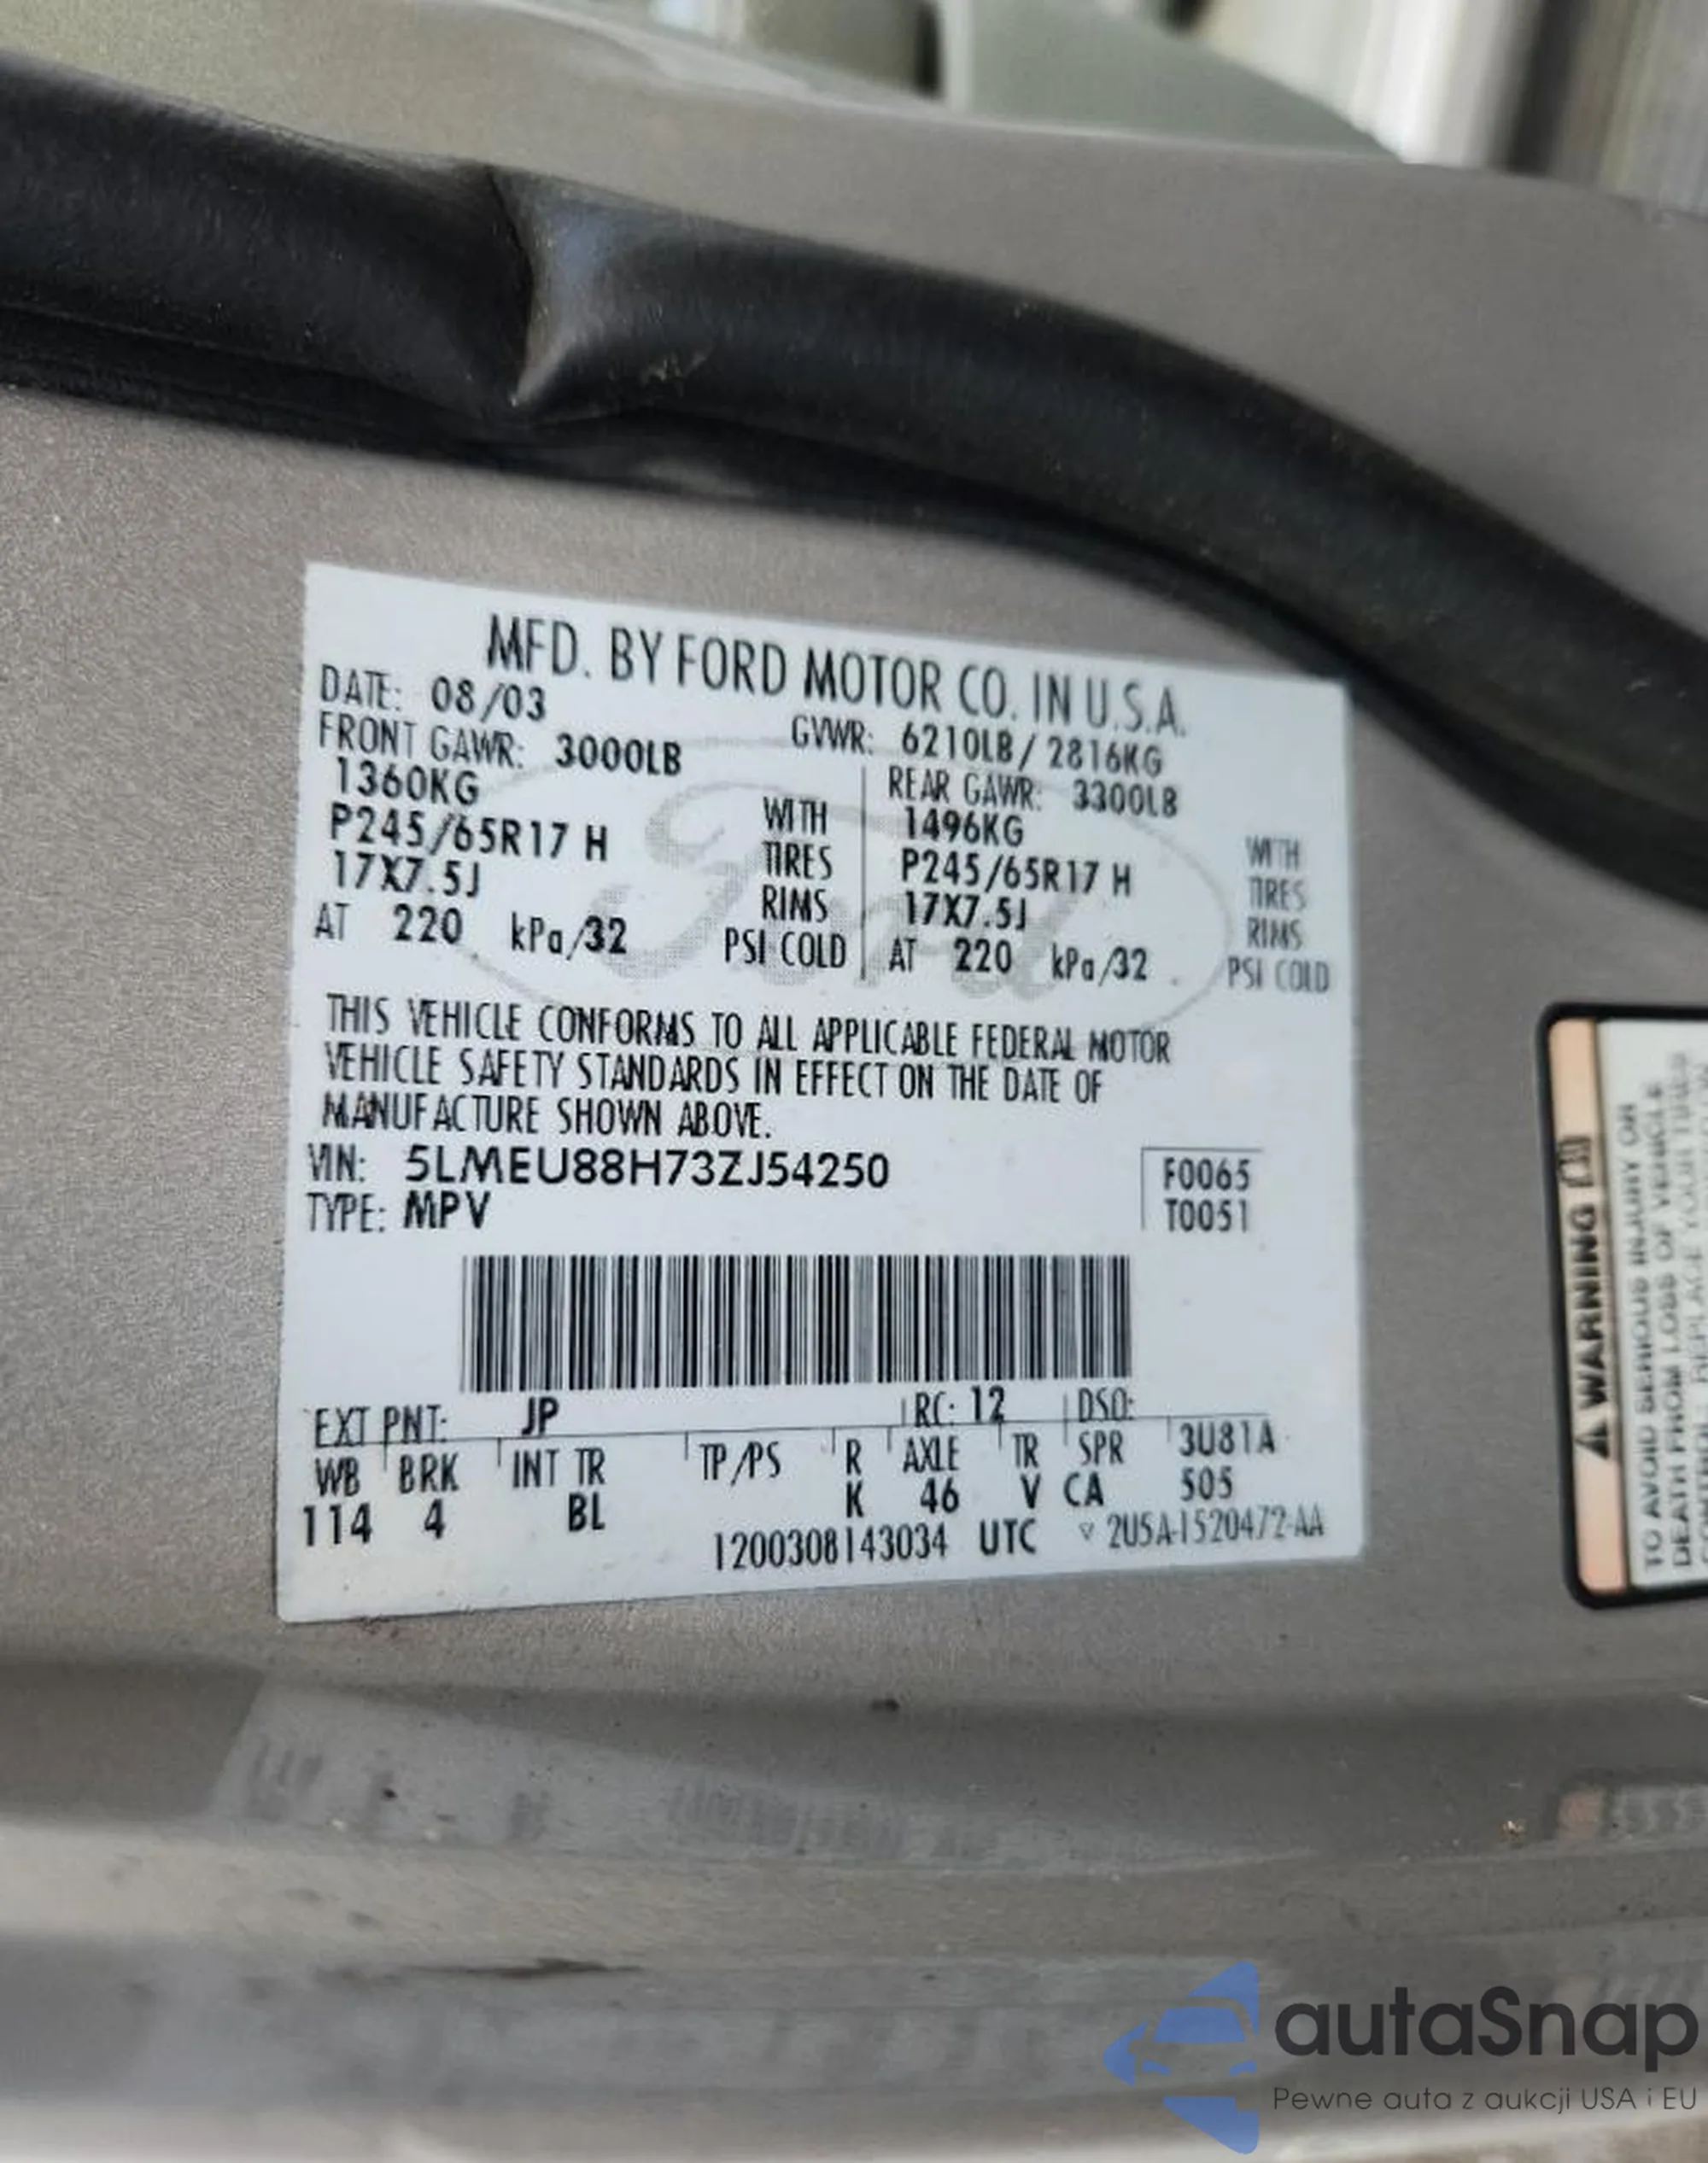 MFD. BY FORD MOTOR CO. IN U.S.A.
DATE: 08/03 GVWR: 6210LB / 2816KG
FRONT GAWR: 3000LB REAR GAWR: 3300LB
1360KG WITH 1496KG WITH
P245/65R17 H TIRES P245/65R17 H TIRES
17X7.5J RIMS 17X7.5J RIMS
AT 220 kPa/32 PSI COLD AT 220 kPa/32 PSI COLD
THIS VEHICLE CONFORMS TO ALL APPLICABLE FEDERAL MOTOR
VEHICLE SAFETY STANDARDS IN EFFECT ON THE DATE OF
MANUFACTURE SHOWN ABOVE.
VIN: 5LMEU88H73ZJ54250 F0065
TYPE: MPV T0051
EXT PNT: JP RC: 12 DSO:
WB BRK INT TR TP/PS R AXLE TR SPR 3U81A
114 4 BL K 46 V CA 505
1200308143034 UTC ▽ 2U5A-1520472-AA
Ford
WARNING
TO AVOID SERIOUS INJURY OR
DEATH FROM LOSS OF VEHICLE
REPLACE YOUR TIRES
autaSnap
Pewne auta z aukcji USA i EU